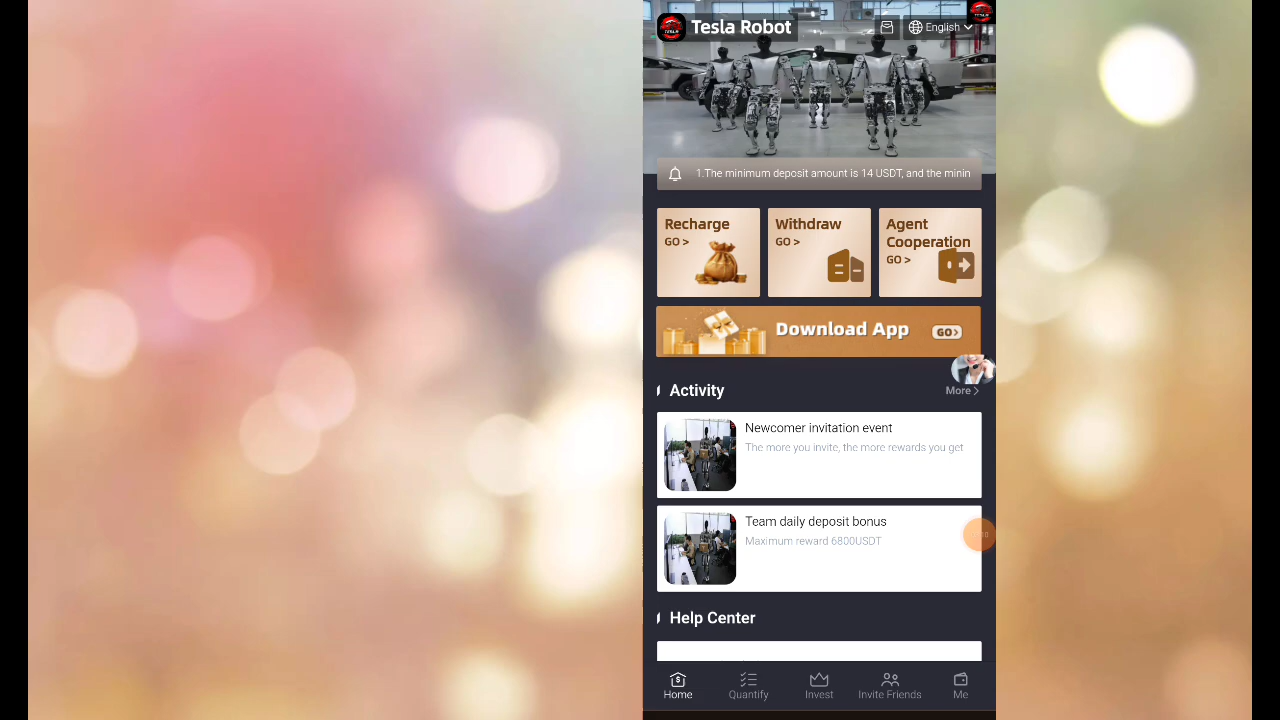 Tesla Robot
English
TESLA
1.The minimum deposit amount is 14 USDT, and the minin
Recharge
GO >
Withdraw
GO >
Agent
Cooperation
GO >
Download App
GO>
Activity
More >
Newcomer invitation event
The more you invite, the more rewards you get
Team daily deposit bonus
Maximum reward 6800USDT
Help Center
Home
Quantify
Invest
Invite Friends
Me